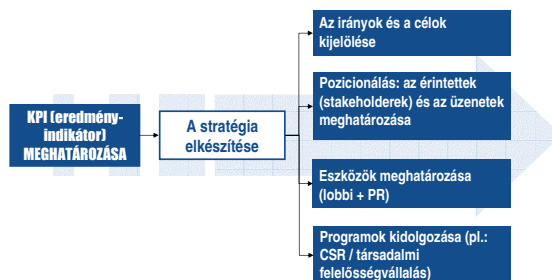 KPI (eredmény-
indikátor)
MEGHATÁROZÁSA
A stratégia
elkészítése
Az irányok és a célok
kijelölése
Pozicionálás: az érintettek
(stakeholderek) és az üzenetek
meghatározása
Eszközök meghatározása
(lobbi + PR)
Programok kidolgozása (pl.:
CSR / társadalmi
felelősségvállalás)